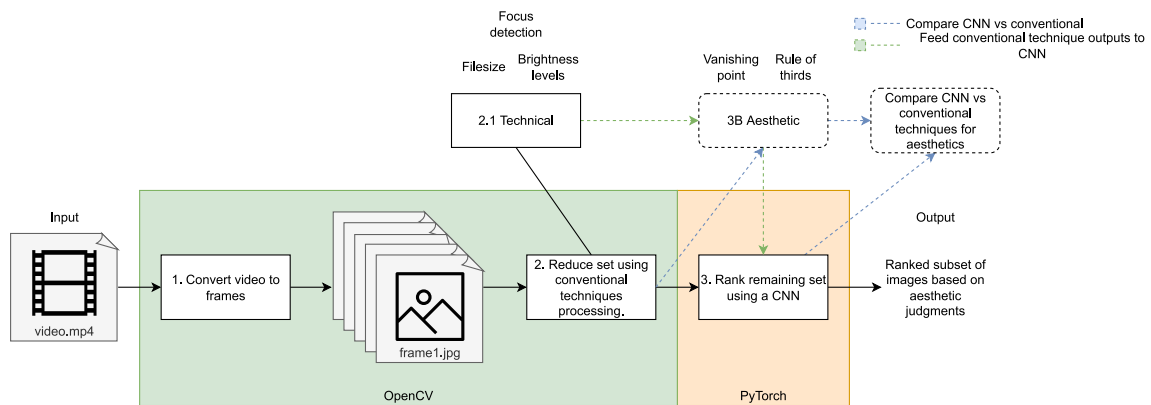 Focus
detection
Filesize
Brightness
levels
Vanishing
point
Rule of
thirds
Compare CNN vs conventional
Feed conventional technique outputs to
CNN
2.1 Technical
3B Aesthetic
Compare CNN vs
conventional
techniques for
aesthetics
Input
video.mp4
1. Convert video to
frames
frame1.jpg
2. Reduce set using
conventional
techniques
processing.
3. Rank remaining set
using a CNN
Output
Ranked subset of
images based on
aesthetic
judgments
OpenCV
PyTorch